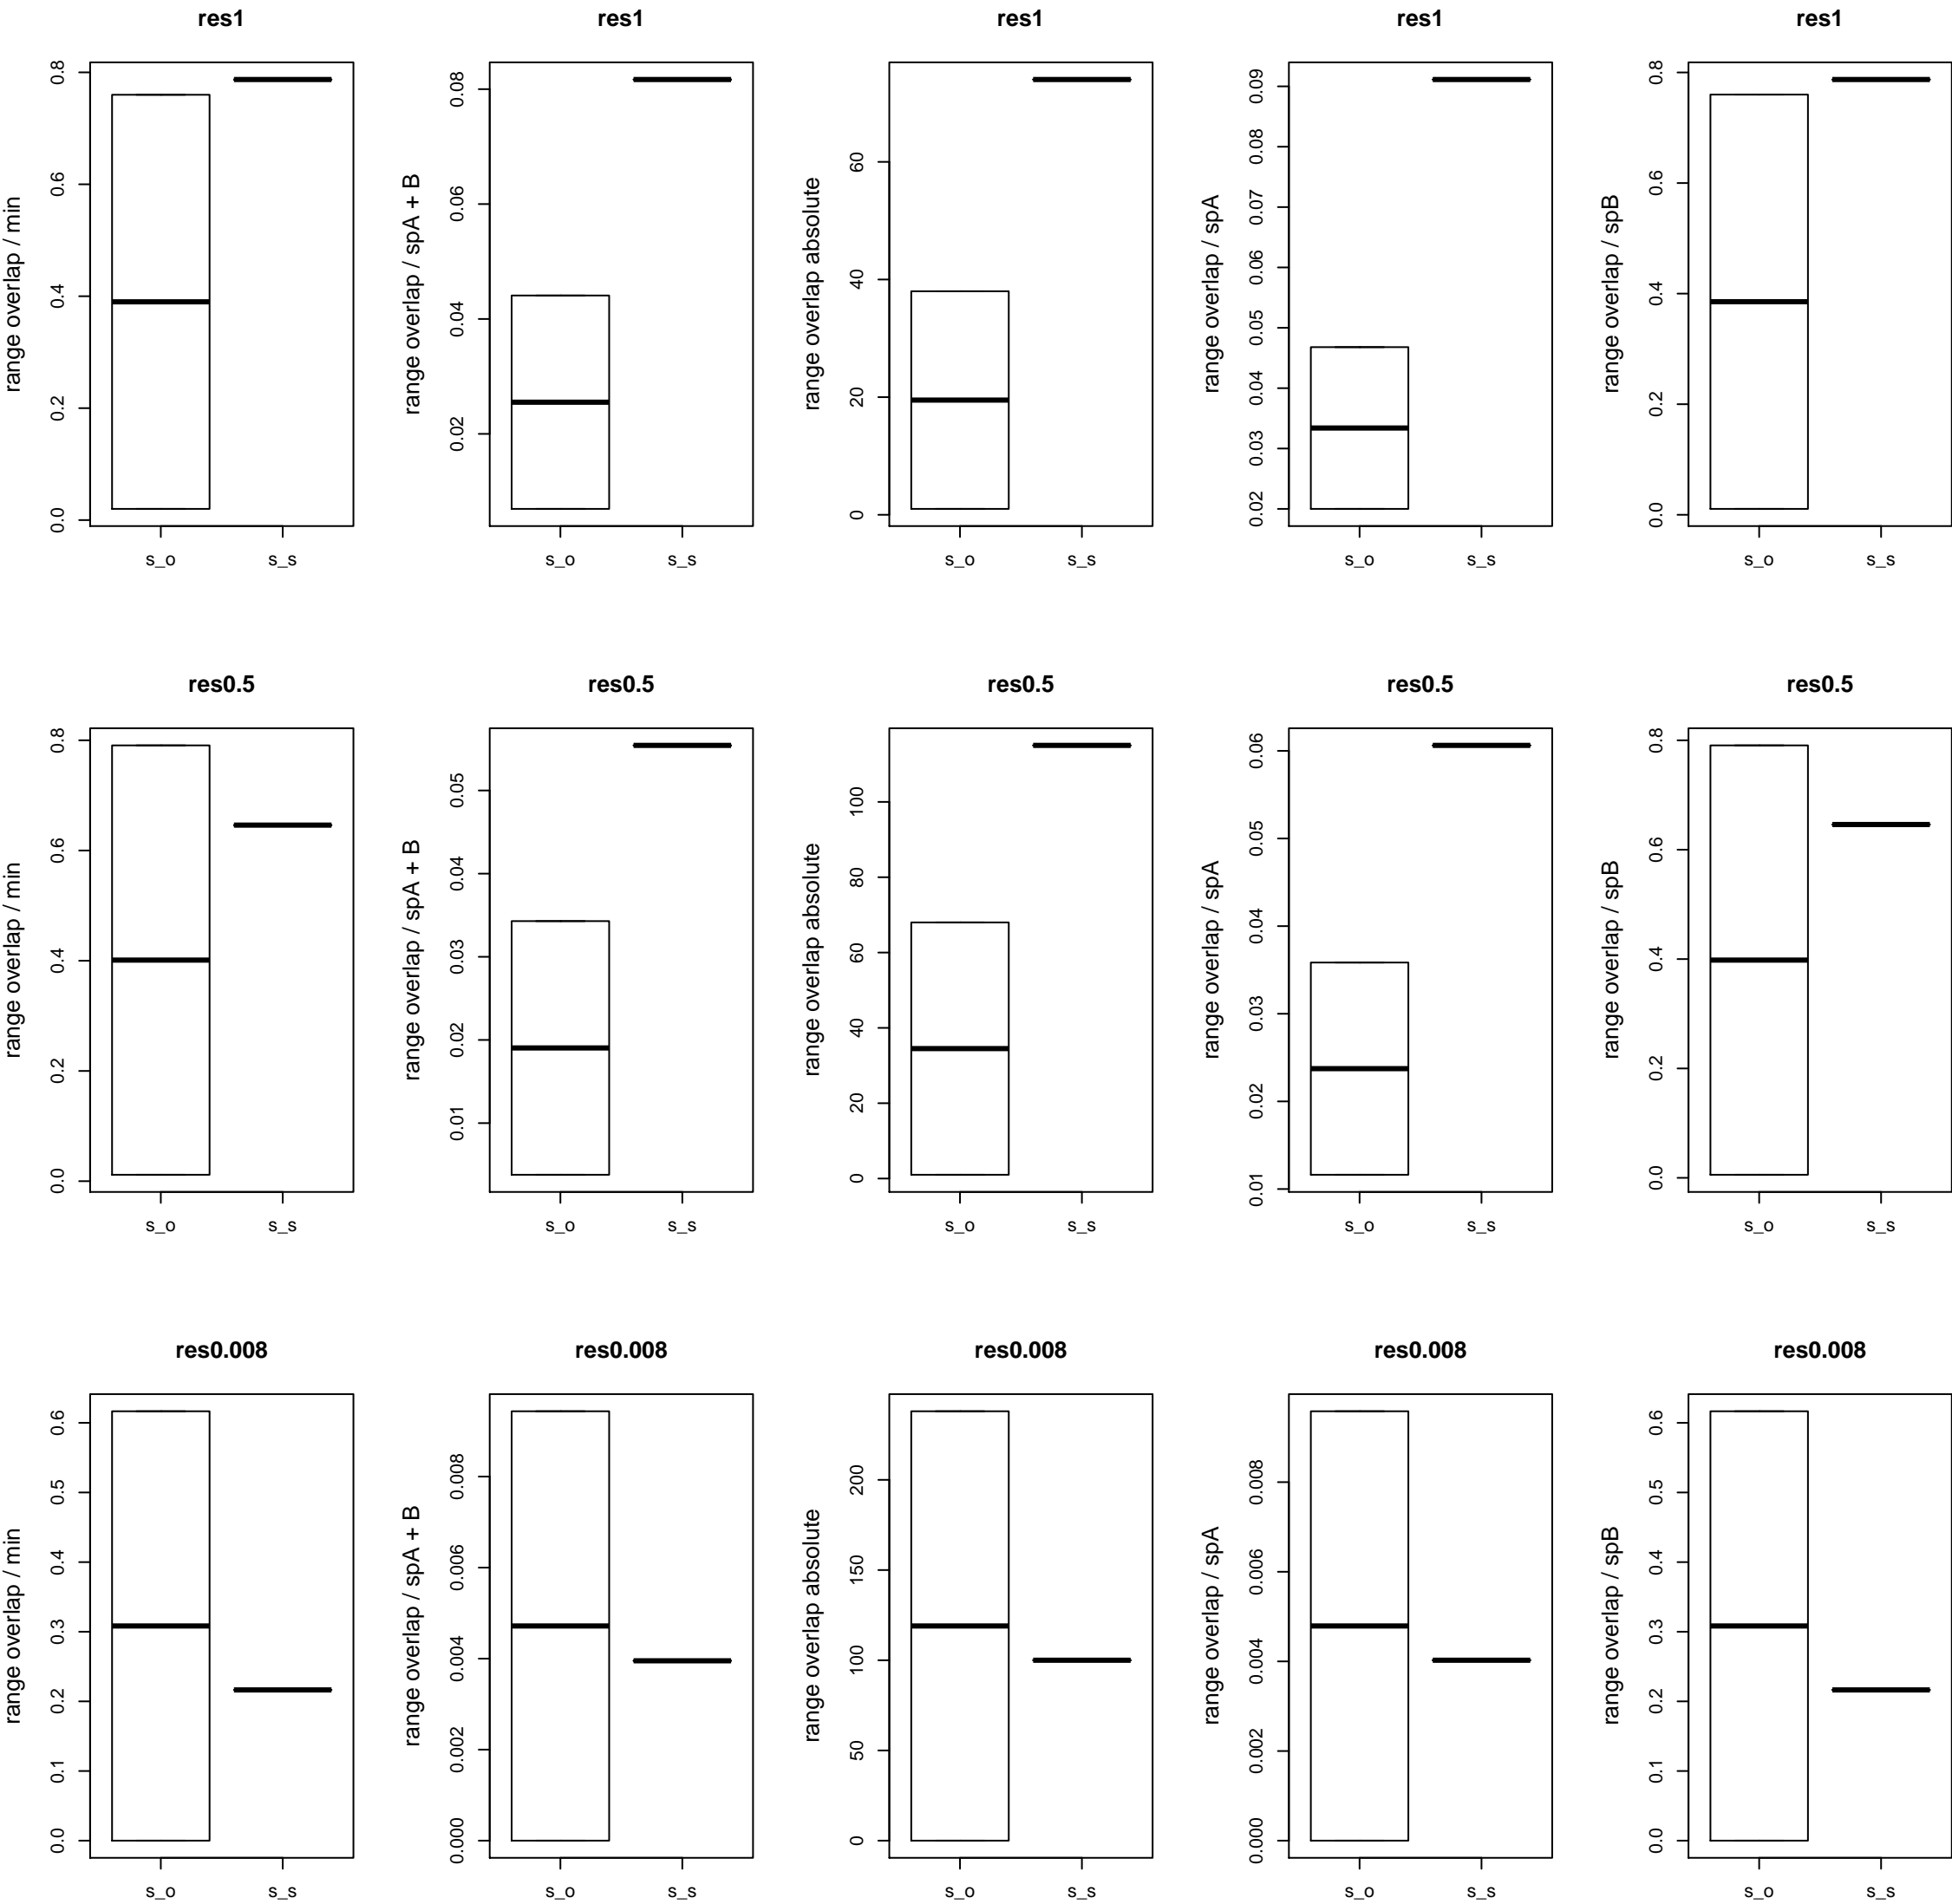 res1
range overlap / min
0.0 0.2 0.4 0.6 0.8
s_o s_s
res1
range overlap / spA + B
0.02 0.04 0.06 0.08
s_o s_s
res1
range overlap absolute
0 20 40 60
s_o s_s
res1
range overlap / spA
0.02 0.03 0.04 0.05 0.06 0.07 0.08 0.09
s_o s_s
res1
range overlap / spB
0.0 0.2 0.4 0.6 0.8
s_o s_s
res0.5
range overlap / min
0.0 0.2 0.4 0.6 0.8
s_o s_s
res0.5
range overlap / spA + B
0.01 0.02 0.03 0.04 0.05
s_o s_s
res0.5
range overlap absolute
0 20 40 60 80 100
s_o s_s
res0.5
range overlap / spA
0.01 0.02 0.03 0.04 0.05 0.06
s_o s_s
res0.5
range overlap / spB
0.0 0.2 0.4 0.6 0.8
s_o s_s
res0.008
range overlap / min
0.0 0.1 0.2 0.3 0.4 0.5 0.6
s_o s_s
res0.008
range overlap / spA + B
0.000 0.002 0.004 0.006 0.008
s_o s_s
res0.008
range overlap absolute
0 50 100 150 200
s_o s_s
res0.008
range overlap / spA
0.000 0.002 0.004 0.006 0.008
s_o s_s
res0.008
range overlap / spB
0.0 0.1 0.2 0.3 0.4 0.5 0.6
s_o s_s